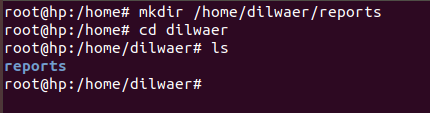 root@hp:/home# mkdir /home/dilwaer/reports
root@hp:/home# cd dilwaer
root@hp:/home/dilwaer# ls
reports
root@hp:/home/dilwaer#